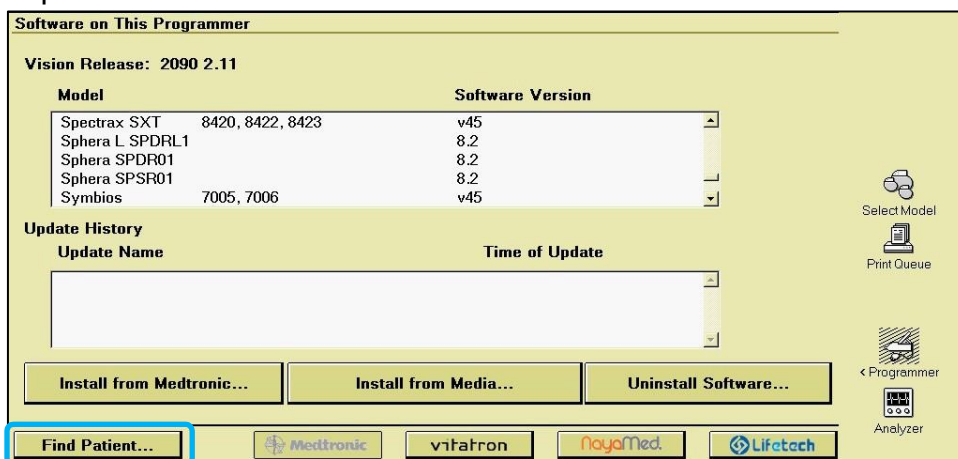 Software on This Programmer
Vision Release: 2090 2.11
Model Software Version
Spectrax SXT 8420, 8422, 8423 v45
Sphera L SPDRL1 8.2
Sphera SPDR01 8.2
Sphera SPSR01 8.2
Symbios 7005, 7006 v45
Select Model
Update History
Update Name Time of Update
Print Queue
Install from Medtronic... Install from Media... Uninstall Software...
< Programmer
Analyzer
Find Patient... Medtronic vitatron NayaMed. Lifetech